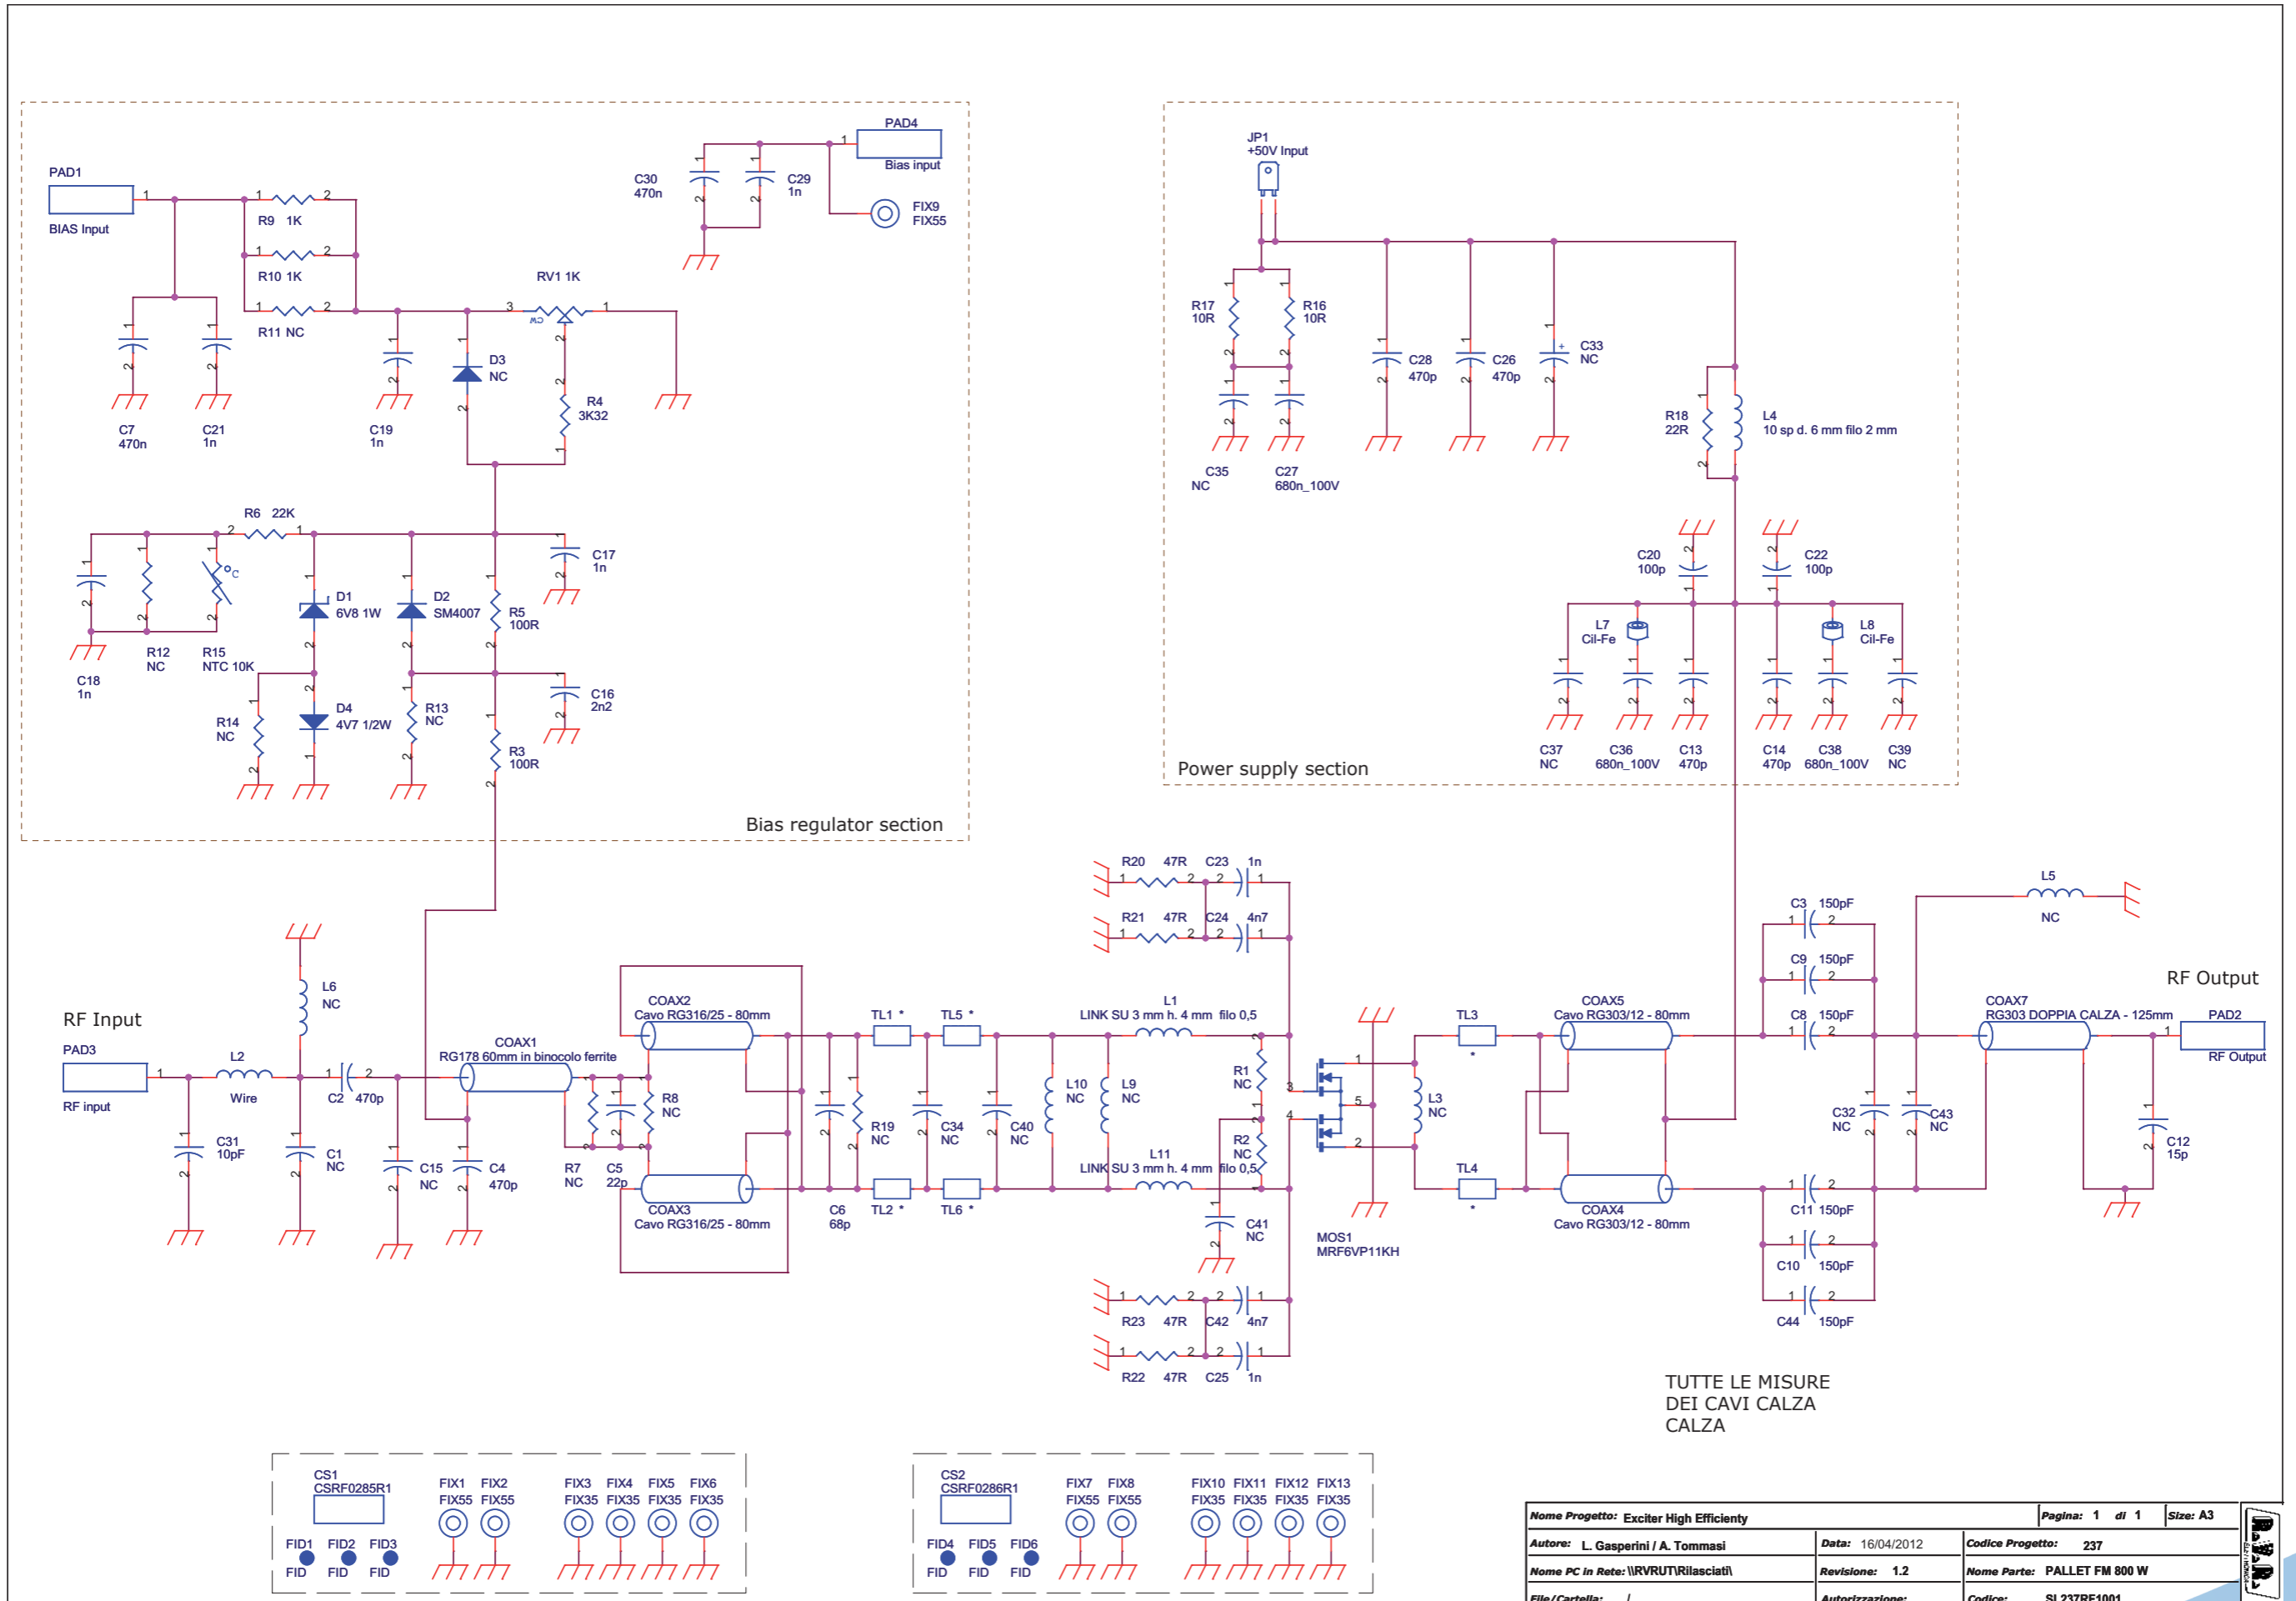 PAD1
BIAS Input
R9 1K
R10 1K
R11 NC
C7
470n
C21
1n
C19
1n
D3
NC
RV1 1K
R4
3K32
C30
470n
C29
1n
PAD4
Bias input
FIX9
FIX55
R6 22K
C18
1n
R12
NC
R15
NTC 10K
°C
D1
6V8 1W
D2
SM4007
R5
100R
C17
1n
R14
NC
D4
4V7 1/2W
R13
NC
C16
2n2
R3
100R
Bias regulator section
JP1
+50V Input
R17
10R
R16
10R
C35
NC
C27
680n_100V
C28
470p
C26
470p
C33
NC
R18
22R
L4
10 sp d. 6 mm filo 2 mm
C20
100p
C22
100p
L7
Cil-Fe
L8
Cil-Fe
C37
NC
C36
680n_100V
C13
470p
C14
470p
C38
680n_100V
C39
NC
Power supply section
RF Input
PAD3
RF input
C31
10pF
L2
Wire
L6
NC
C1
NC
C2 470p
C15
NC
C4
470p
COAX1
RG178 60mm in binocolo ferrite
R7
NC
C5
22p
R8
NC
COAX2
Cavo RG316/25 - 80mm
COAX3
Cavo RG316/25 - 80mm
C6
68p
R19
NC
TL1 *
TL5 *
TL2 *
TL6 *
C34
NC
C40
NC
L10
NC
L9
NC
L1
LINK SU 3 mm h. 4 mm filo 0,5
L11
LINK SU 3 mm h. 4 mm filo 0,5
R20 47R C23 1n
R21 47R C24 4n7
R1
NC
R2
NC
C41
NC
R23 47R C42 4n7
R22 47R C25 1n
MOS1
MRF6VP11KH
L3
NC
TL3
*
TL4
*
COAX5
Cavo RG303/12 - 80mm
COAX4
Cavo RG303/12 - 80mm
C3 150pF
C9 150pF
C8 150pF
C11 150pF
C10 150pF
C44 150pF
C32
NC
C43
NC
L5
NC
COAX7
RG303 DOPPIA CALZA - 125mm
C12
15p
RF Output
PAD2
RF Output
TUTTE LE MISURE
DEI CAVI CALZA
CALZA
CS1
CSRF0285R1
FID1 FID2 FID3
FID FID FID
FIX1 FIX2 FIX3 FIX4 FIX5 FIX6
FIX55 FIX55 FIX35 FIX35 FIX35 FIX35
CS2
CSRF0286R1
FID4 FID5 FID6
FID FID FID
FIX7 FIX8 FIX10 FIX11 FIX12 FIX13
FIX55 FIX55 FIX35 FIX35 FIX35 FIX35
Nome Progetto: Exciter High Efficienty Pagina: 1 di 1 Size: A3
Autore: L. Gasperini / A. Tommasi Data: 16/04/2012 Codice Progetto: 237
Nome PC in Rete: \\RVRUT\Rilasciati\ Revisione: 1.2 Nome Parte: PALLET FM 800 W
File/Cartella: / Autorizzazione: Codice: SL237RF1001